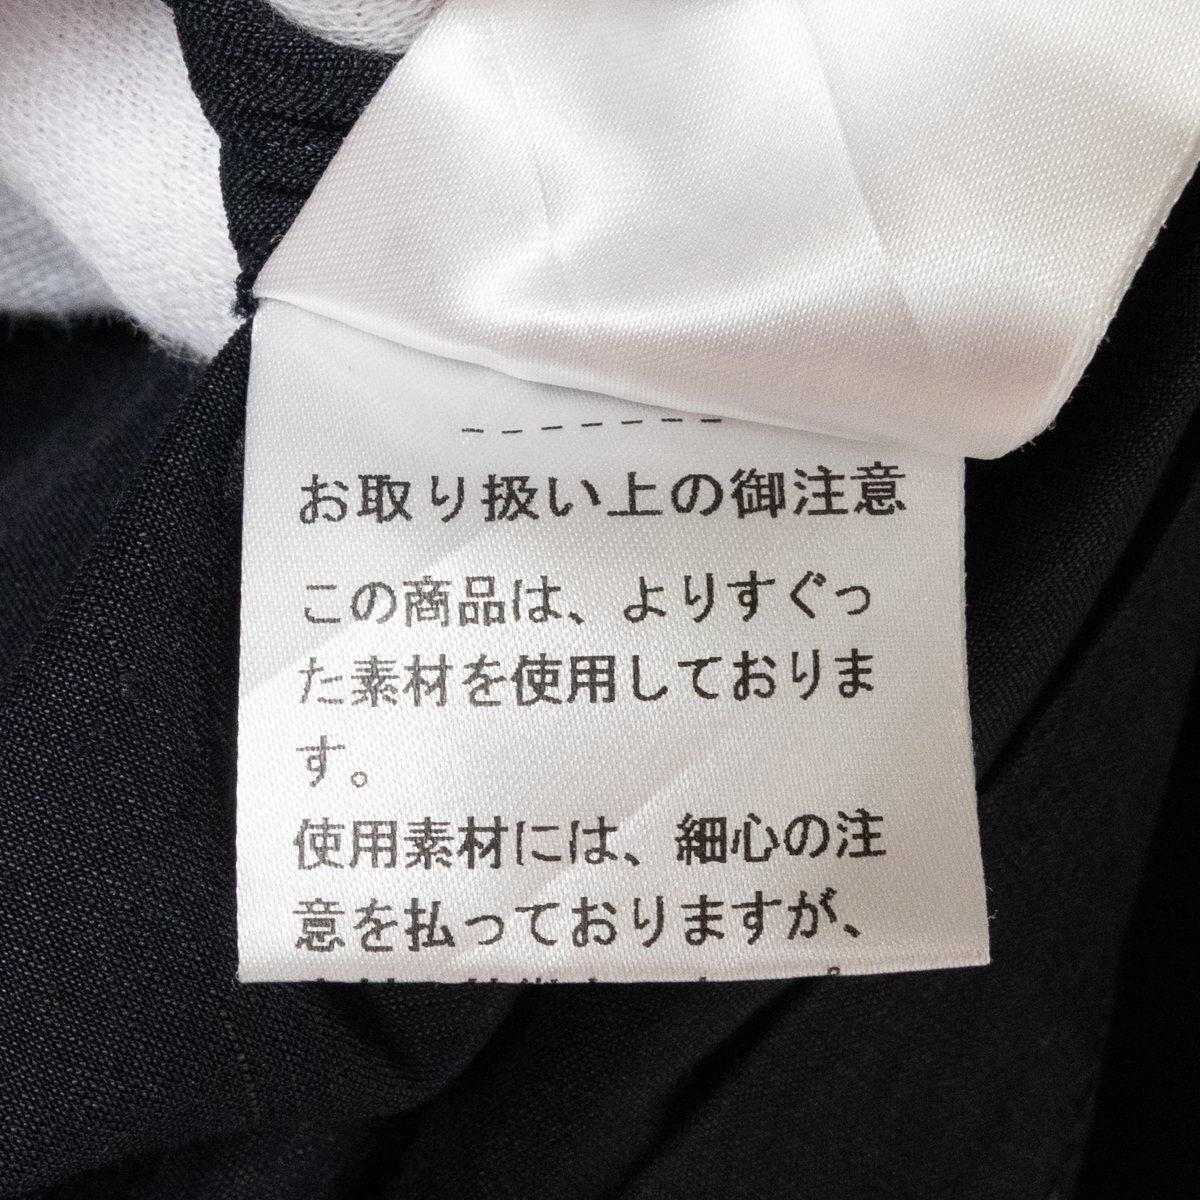 お取り扱い上の御注意
この商品は、よりすぐっ
た素材を使用しておりま
す。
使用素材には、細心の注
意を払っておりますが、